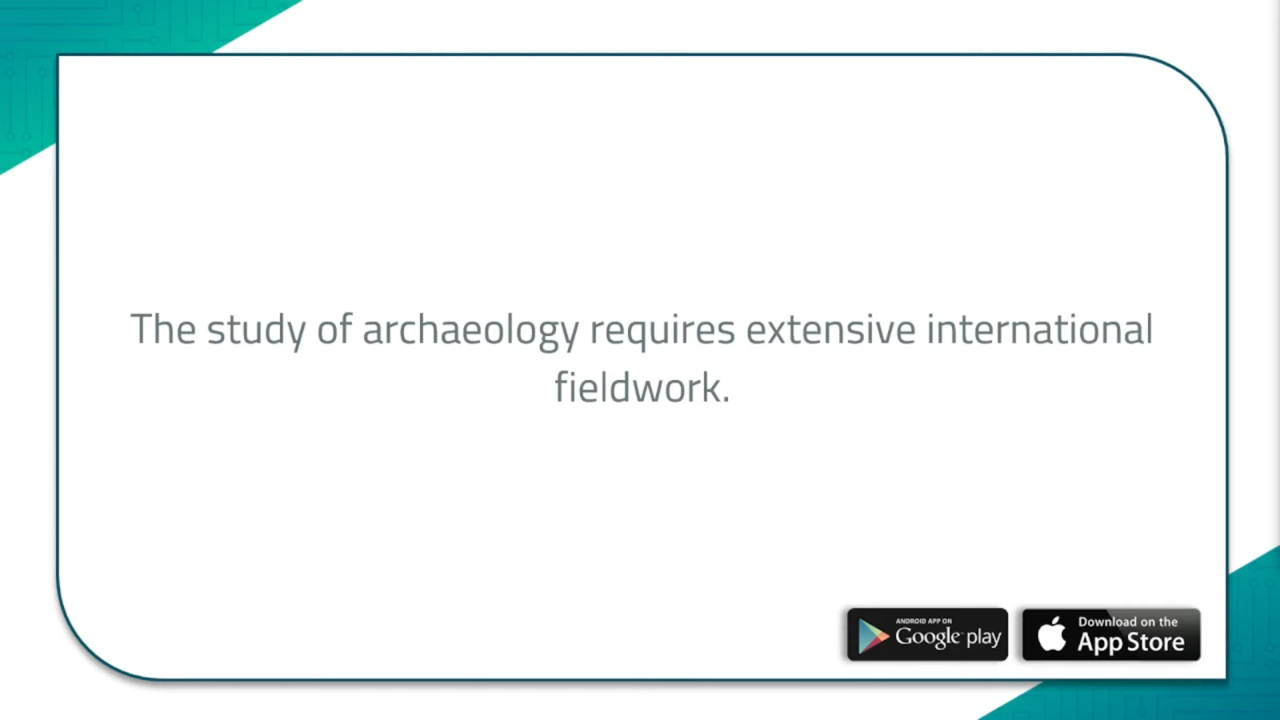 The study of archaeology requires extensive international
fieldwork.
ANDROID APP ON
Google play
Download on the
App Store